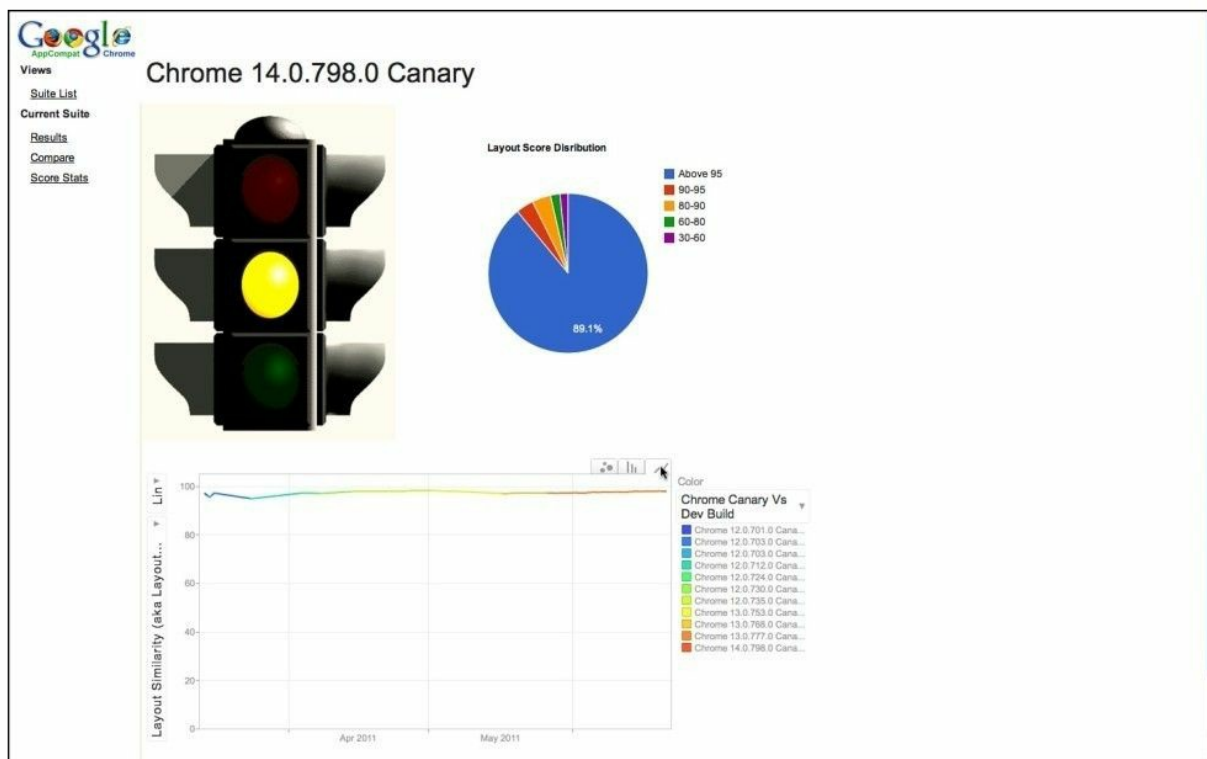 Google
AppCompat Chrome
Views
Suite List
Current Suite
Results
Compare
Score Stats
Chrome 14.0.798.0 Canary
Layout Score Disribution
Above 95
90-95
80-90
60-80
30-60
89.1%
Lin
Layout Similarity (aka Layout...
100
80
60
40
20
0
Apr 2011
May 2011
Color
Chrome Canary Vs
Dev Build
Chrome 12.0.701.0 Cana...
Chrome 12.0.703.0 Cana...
Chrome 12.0.703.0 Cana...
Chrome 12.0.712.0 Cana...
Chrome 12.0.724.0 Cana...
Chrome 12.0.730.0 Cana...
Chrome 12.0.735.0 Cana...
Chrome 13.0.753.0 Cana...
Chrome 13.0.768.0 Cana...
Chrome 13.0.777.0 Cana...
Chrome 14.0.798.0 Cana...